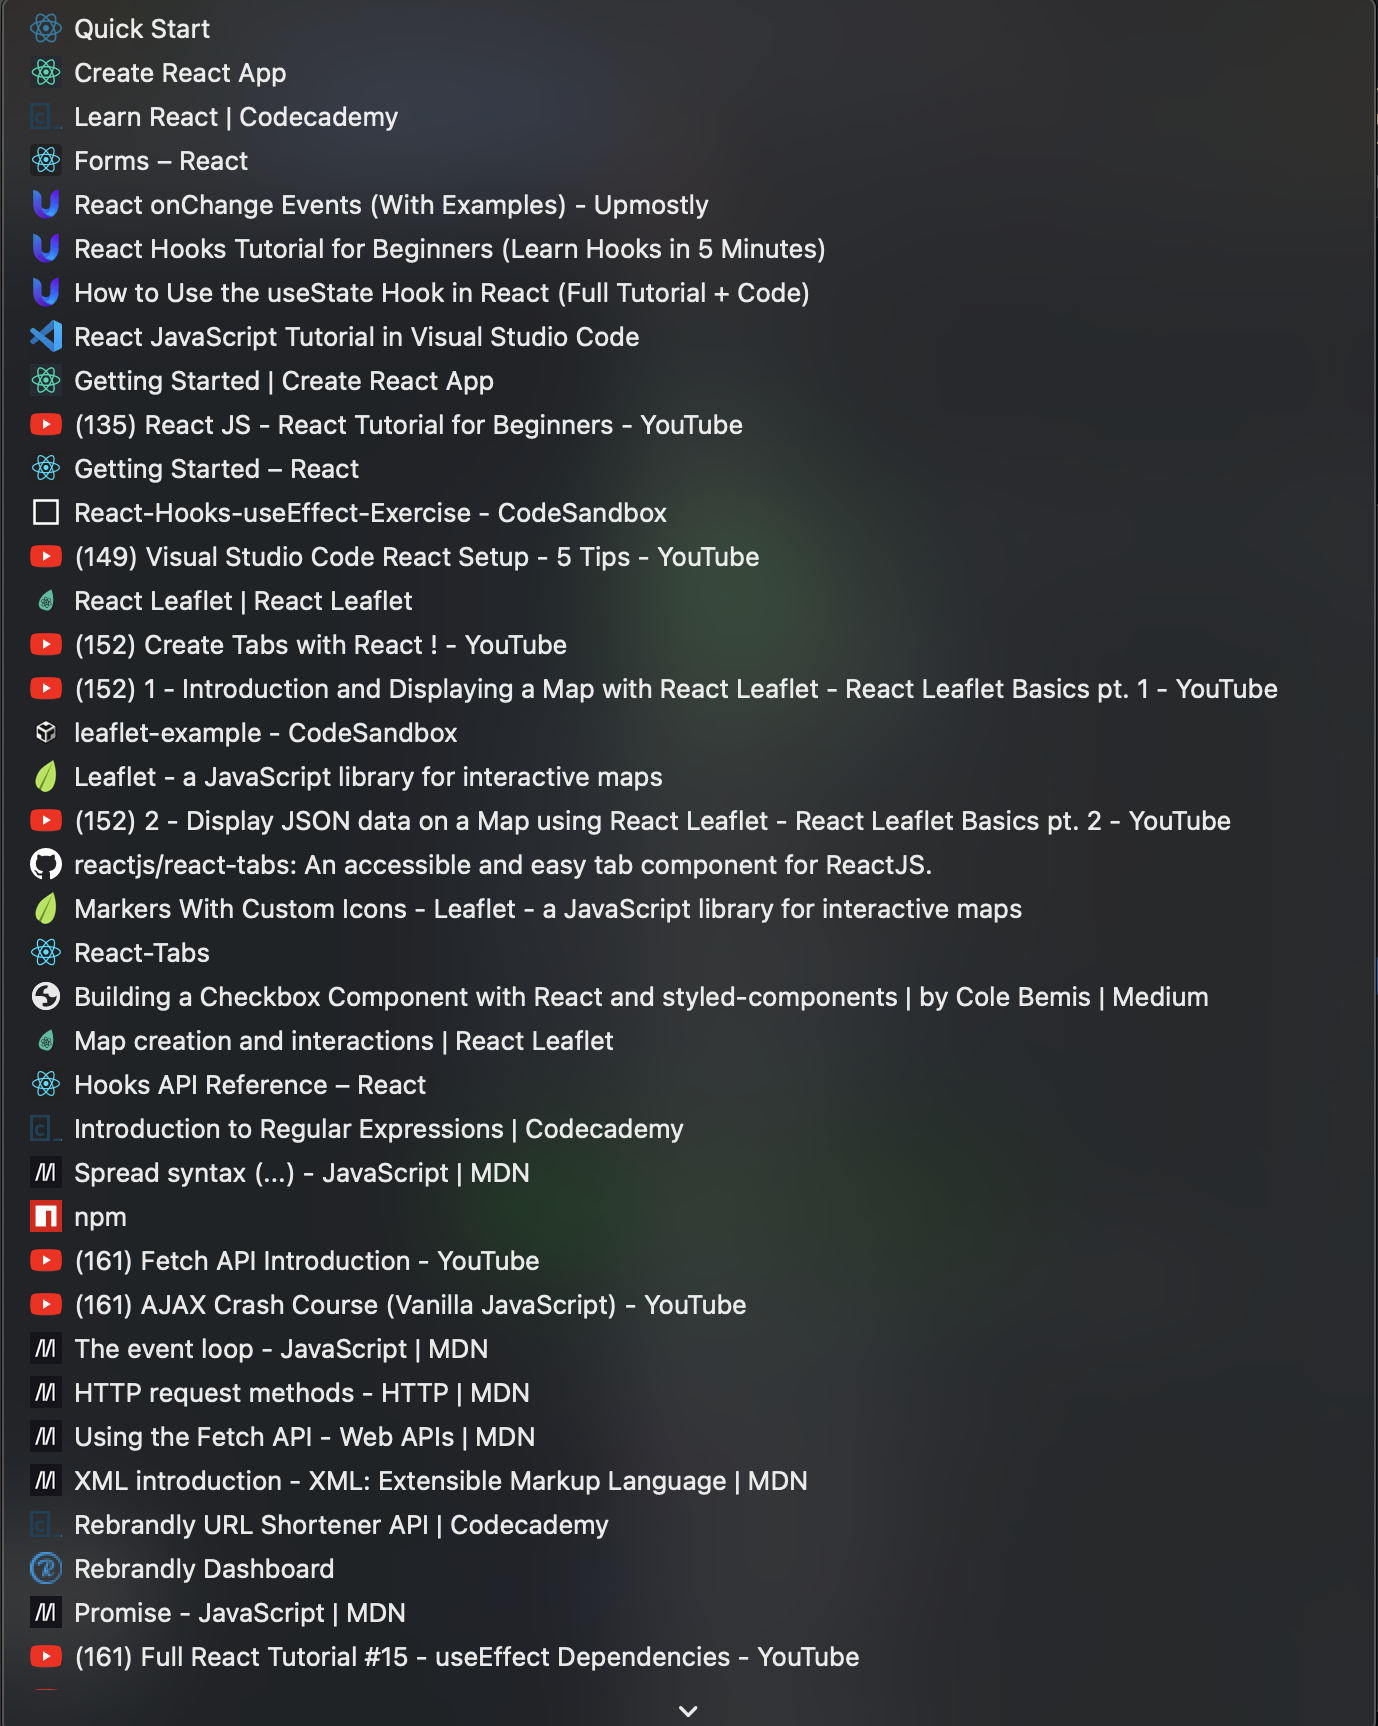 Quick Start
Create React App
Learn React | Codecademy
Forms – React
React onChange Events (With Examples) - Upmostly
React Hooks Tutorial for Beginners (Learn Hooks in 5 Minutes)
How to Use the useState Hook in React (Full Tutorial + Code)
React JavaScript Tutorial in Visual Studio Code
Getting Started | Create React App
(135) React JS - React Tutorial for Beginners - YouTube
Getting Started – React
React-Hooks-useEffect-Exercise - CodeSandbox
(149) Visual Studio Code React Setup - 5 Tips - YouTube
React Leaflet | React Leaflet
(152) Create Tabs with React ! - YouTube
(152) 1 - Introduction and Displaying a Map with React Leaflet - React Leaflet Basics pt. 1 - YouTube
leaflet-example - CodeSandbox
Leaflet - a JavaScript library for interactive maps
(152) 2 - Display JSON data on a Map using React Leaflet - React Leaflet Basics pt. 2 - YouTube
reactjs/react-tabs: An accessible and easy tab component for ReactJS.
Markers With Custom Icons - Leaflet - a JavaScript library for interactive maps
React-Tabs
Building a Checkbox Component with React and styled-components | by Cole Bemis | Medium
Map creation and interactions | React Leaflet
Hooks API Reference – React
Introduction to Regular Expressions | Codecademy
Spread syntax (...) - JavaScript | MDN
npm
(161) Fetch API Introduction - YouTube
(161) AJAX Crash Course (Vanilla JavaScript) - YouTube
The event loop - JavaScript | MDN
HTTP request methods - HTTP | MDN
Using the Fetch API - Web APIs | MDN
XML introduction - XML: Extensible Markup Language | MDN
Rebrandly URL Shortener API | Codecademy
Rebrandly Dashboard
Promise - JavaScript | MDN
(161) Full React Tutorial #15 - useEffect Dependencies - YouTube